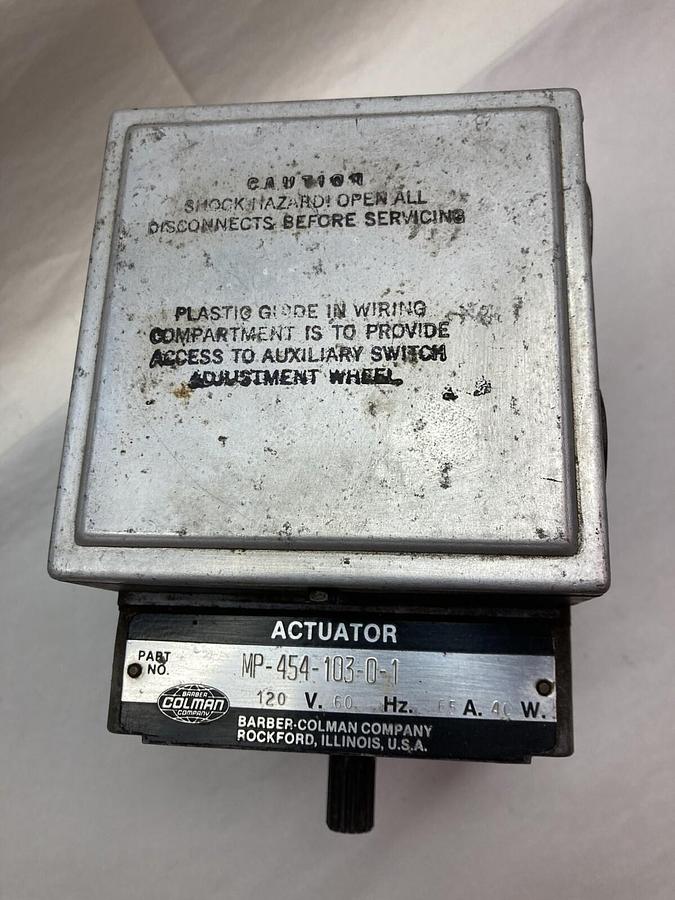 CAUTION
SHOCK HAZARD! OPEN ALL
DISCONNECTS BEFORE SERVICING
PLASTIC GUIDE IN WIRING
COMPARTMENT IS TO PROVIDE
ACCESS TO AUXILIARY SWITCH
ADJUSTMENT WHEEL
ACTUATOR
PART NO. MP-454-103-0-1
120 V. 60 Hz. A. W.
BARBER
COLMAN
COMPANY
BARBER-COLMAN COMPANY
ROCKFORD, ILLINOIS, U.S.A.